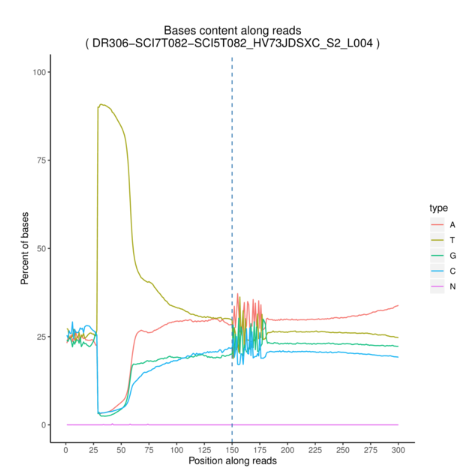 Bases content along reads
( DR306−SCI7T082−SCI5T082_HV73JDSXC_S2_L004 )
100
75
50
25
0
Percent of bases
0 25 50 75 100 125 150 175 200 225 250 275 300
Position along reads
type
A
T
G
C
N